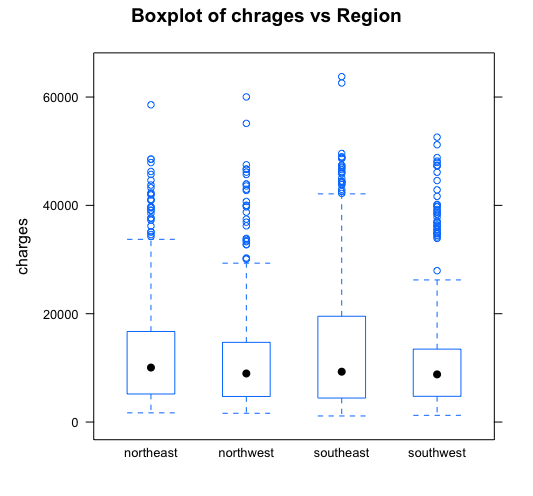 Boxplot of chrages vs Region
charges
60000
40000
20000
0
northeast northwest southeast southwest